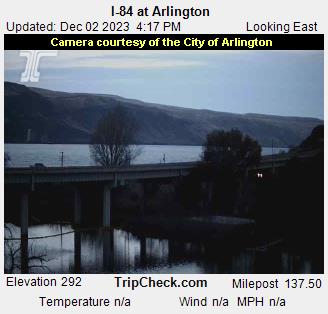 I-84 at Arlington
Updated: Dec 02 2023 4:17 PM Looking East
Camera courtesy of the City of Arlington
Elevation 292 TripCheck.com Milepost 137.50
Temperature n/a Wind n/a MPH n/a